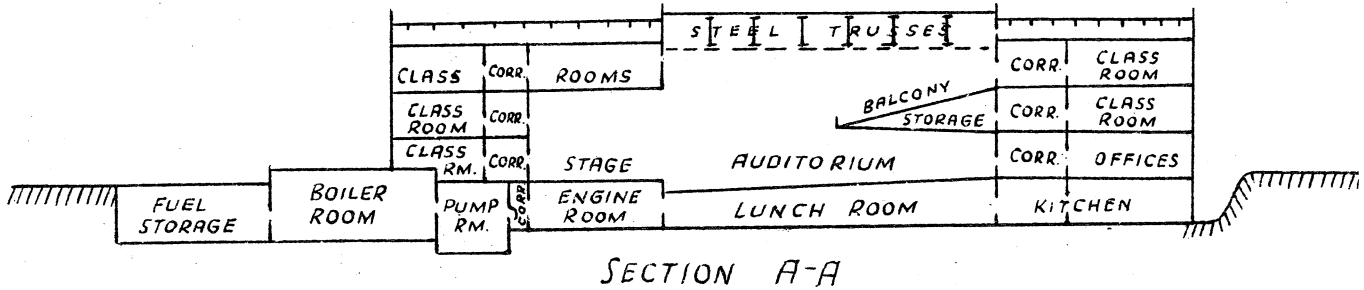 STEEL TRUSSES
CLASS
CORR.
ROOMS
CORR.
CLASS
ROOM
CLASS
ROOM
CORR.
BALCONY
STORAGE
CORR.
CLASS
ROOM
CLASS
RM.
CORR.
STAGE
AUDITORIUM
CORR.
OFFICES
FUEL
STORAGE
BOILER
ROOM
PUMP
RM.
CORR
ENGINE
ROOM
LUNCH ROOM
KITCHEN
SECTION A-A